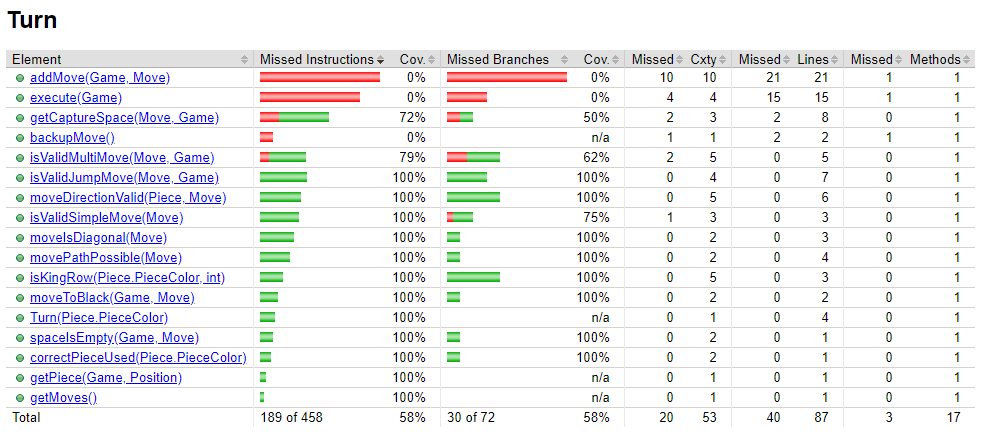 Turn
Element Missed Instructions Cov. Missed Branches Cov. Missed Cxty Missed Lines Missed Methods
addMove(Game, Move) 0% 0% 10 10 21 21 1 1
execute(Game) 0% 0% 4 4 15 15 1 1
getCaptureSpace(Move, Game) 72% 50% 2 3 2 8 0 1
backupMove() 0% n/a 1 1 2 2 1 1
isValidMultiMove(Move, Game) 79% 62% 2 5 0 5 0 1
isValidJumpMove(Move, Game) 100% 100% 0 4 0 7 0 1
moveDirectionValid(Piece, Move) 100% 100% 0 5 0 6 0 1
isValidSimpleMove(Move) 100% 75% 1 3 0 3 0 1
moveIsDiagonal(Move) 100% 100% 0 2 0 3 0 1
movePathPossible(Move) 100% 100% 0 2 0 4 0 1
isKingRow(Piece.PieceColor, int) 100% 100% 0 5 0 3 0 1
moveToBlack(Game, Move) 100% 100% 0 2 0 2 0 1
Turn(Piece.PieceColor) 100% n/a 0 1 0 4 0 1
spaceIsEmpty(Game, Move) 100% 100% 0 2 0 1 0 1
correctPieceUsed(Piece.PieceColor) 100% 100% 0 2 0 1 0 1
getPiece(Game, Position) 100% n/a 0 1 0 1 0 1
getMoves() 100% n/a 0 1 0 1 0 1
Total 189 of 458 58% 30 of 72 58% 20 53 40 87 3 17